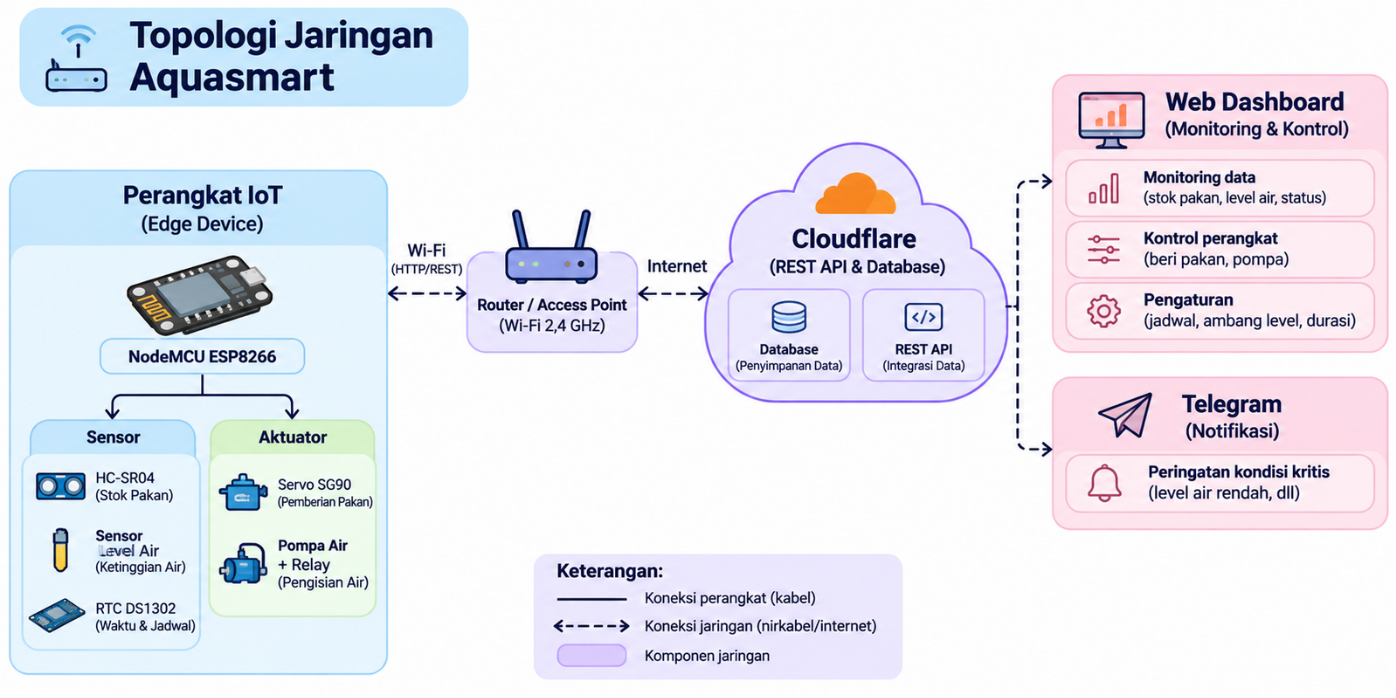 Topologi Jaringan
Aquasmart
Perangkat IoT
(Edge Device)
NodeMCU ESP8266
Sensor
HC-SR04
(Stok Pakan)
Sensor
Level Air
(Ketinggian Air)
RTC DS1302
(Waktu & Jadwal)
Aktuator
Servo SG90
(Pemberian Pakan)
Pompa Air
+ Relay
(Pengisian Air)
Wi-Fi
(HTTP/REST)
Router / Access Point
(Wi-Fi 2,4 GHz)
Internet
Cloudflare
(REST API & Database)
Database
(Penyimpanan Data)
</>
REST API
(Integrasi Data)
Web Dashboard
(Monitoring & Kontrol)
Monitoring data
(stok pakan, level air, status)
Kontrol perangkat
(beri pakan, pompa)
Pengaturan
(jadwal, ambang level, durasi)
Telegram
(Notifikasi)
Peringatan kondisi kritis
(level air rendah, dll)
Keterangan:
Koneksi perangkat (kabel)
Koneksi jaringan (nirkabel/internet)
Komponen jaringan